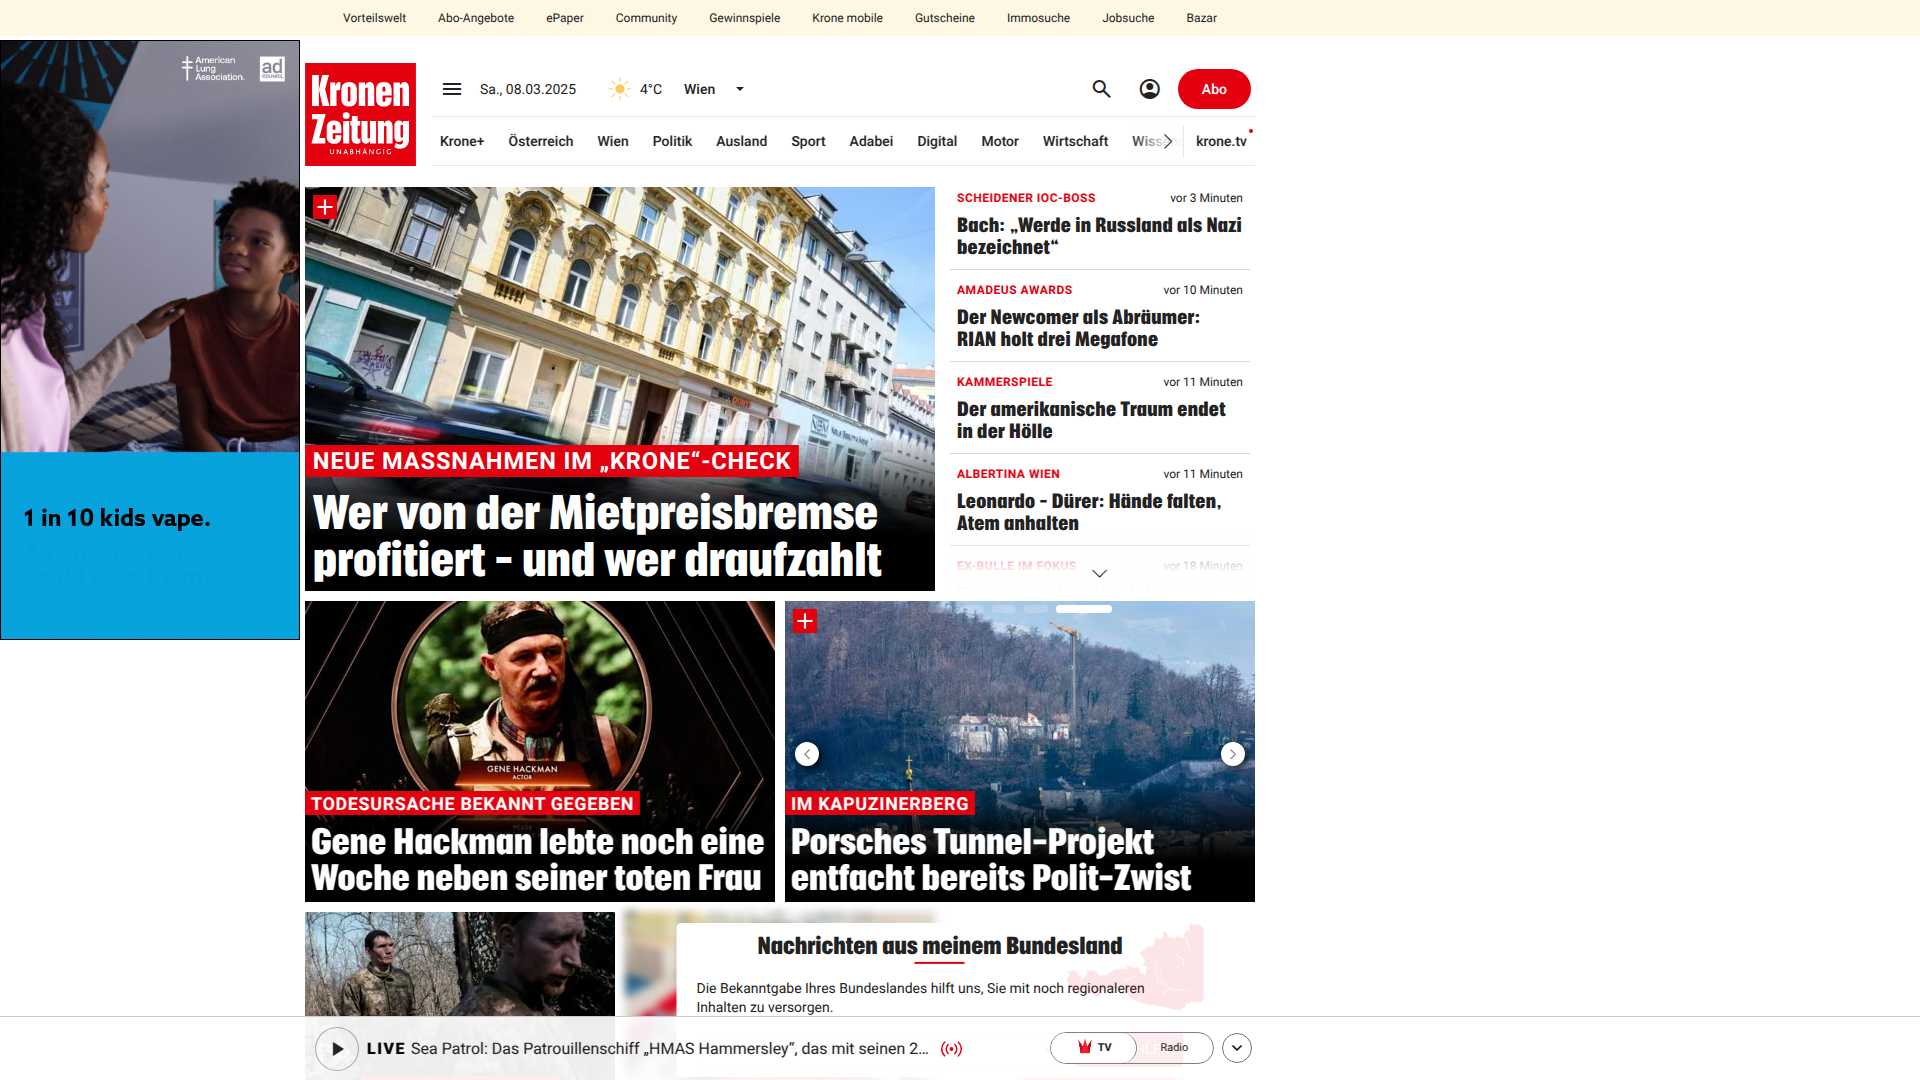 Vorteilswelt Abo-Angebote ePaper Community Gewinnspiele Krone mobile Gutscheine Immosuche Jobsuche Bazar
American
Lung
Association.
ad
COUNCIL
1 in 10 kids vape.
Kronen
Zeitung
UNABHÄNGIG
Sa., 08.03.2025 4°C Wien Abo
Krone+ Österreich Wien Politik Ausland Sport Adabei Digital Motor Wirtschaft krone.tv
NEUE MASSNAHMEN IM „KRONE“-CHECK
Wer von der Mietpreisbremse
profitiert – und wer draufzahlt
SCHEIDENER IOC-BOSS vor 3 Minuten
Bach: „Werde in Russland als Nazi
bezeichnet“
AMADEUS AWARDS vor 10 Minuten
Der Newcomer als Abräumer:
RIAN holt drei Megafone
KAMMERSPIELE vor 11 Minuten
Der amerikanische Traum endet
in der Hölle
ALBERTINA WIEN vor 11 Minuten
Leonardo – Dürer: Hände falten,
Atem anhalten
EX-BULLE IM FOKUS vor 18 Minuten
GENE HACKMAN
ACTOR
TODESURSACHE BEKANNT GEGEBEN
Gene Hackman lebte noch eine
Woche neben seiner toten Frau
IM KAPUZINERBERG
Porsches Tunnel-Projekt
entfacht bereits Polit-Zwist
Nachrichten aus meinem Bundesland
Die Bekanntgabe Ihres Bundeslandes hilft uns, Sie mit noch regionaleren
Inhalten zu versorgen.
LIVE Sea Patrol: Das Patrouillenschiff „HMAS Hammersley“, das mit seinen 2... TV Radio